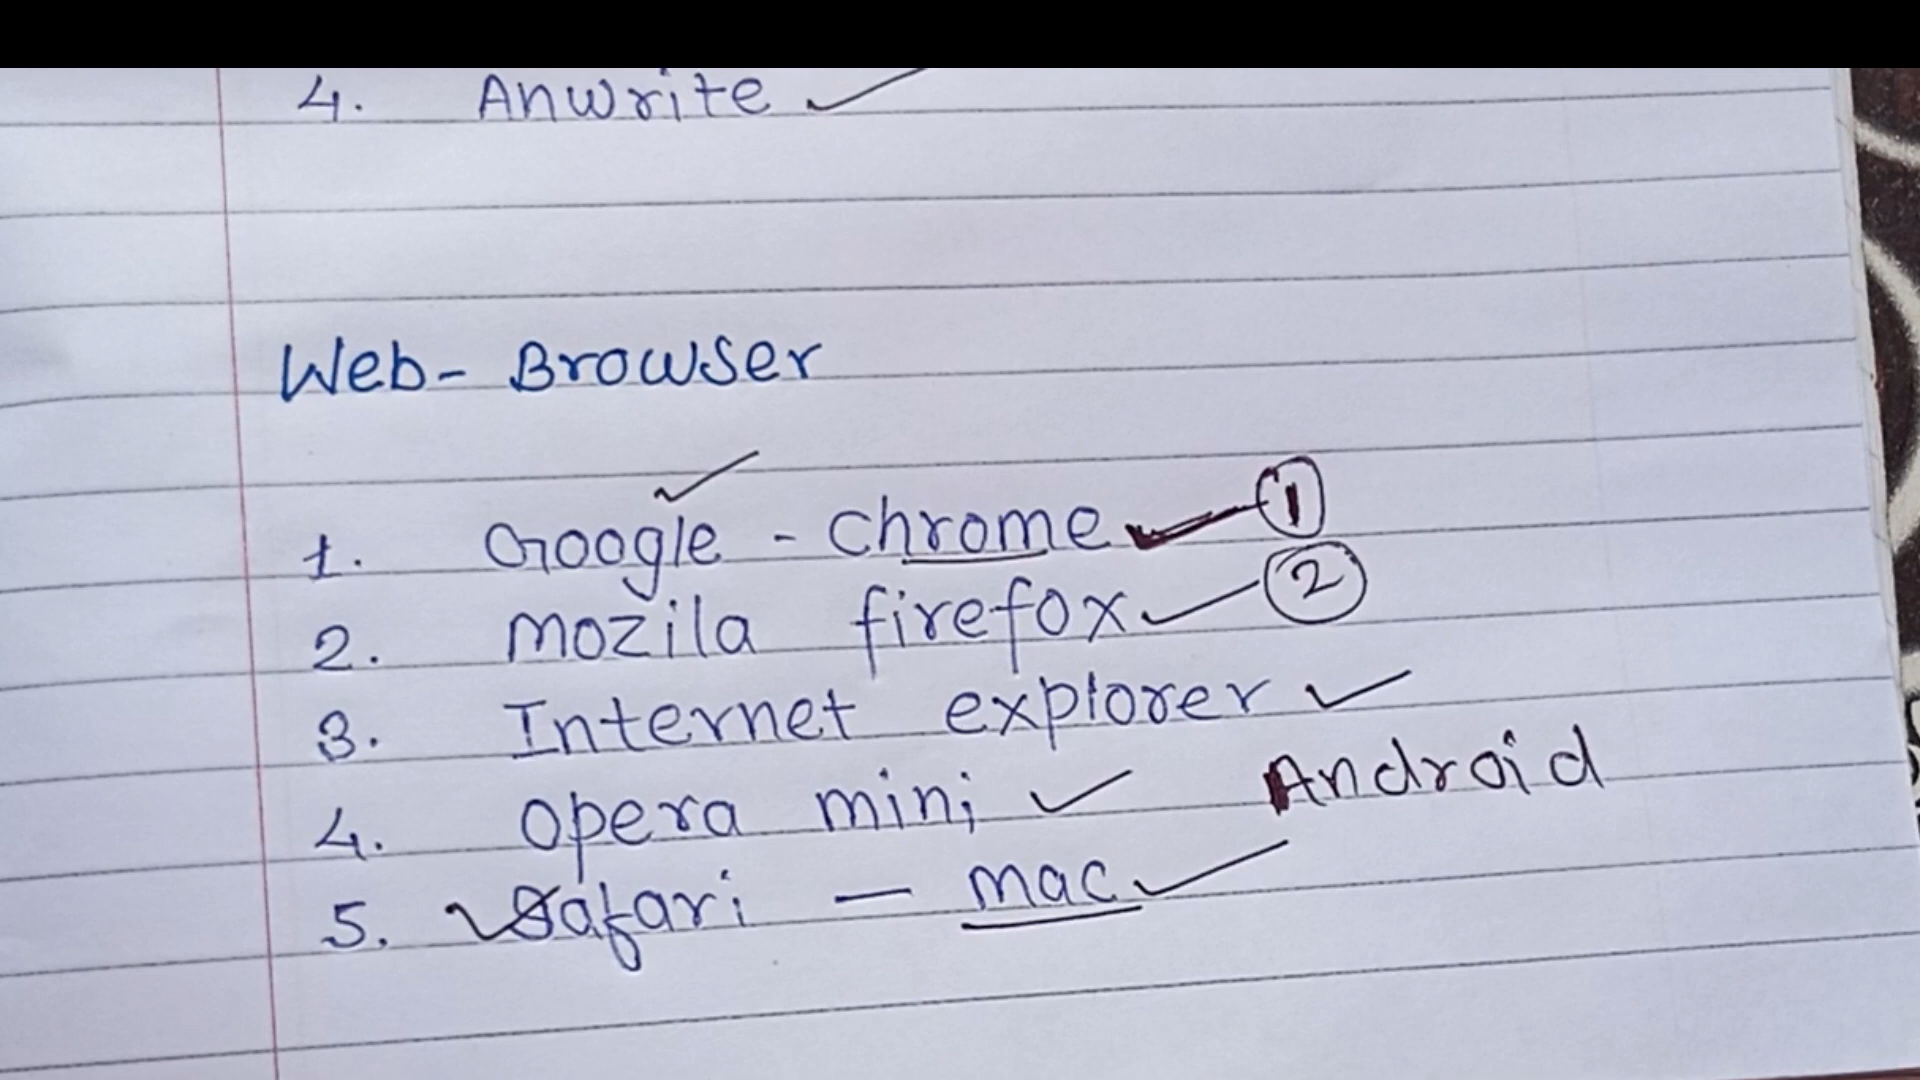 4. Anwrite ✓
Web-Browser
1. Google - chrome ✓ 1
2. mozila firefox ✓ 2
3. Internet explorer ✓
4. opera mini ✓ Android
5. ✓ Safari — mac ✓